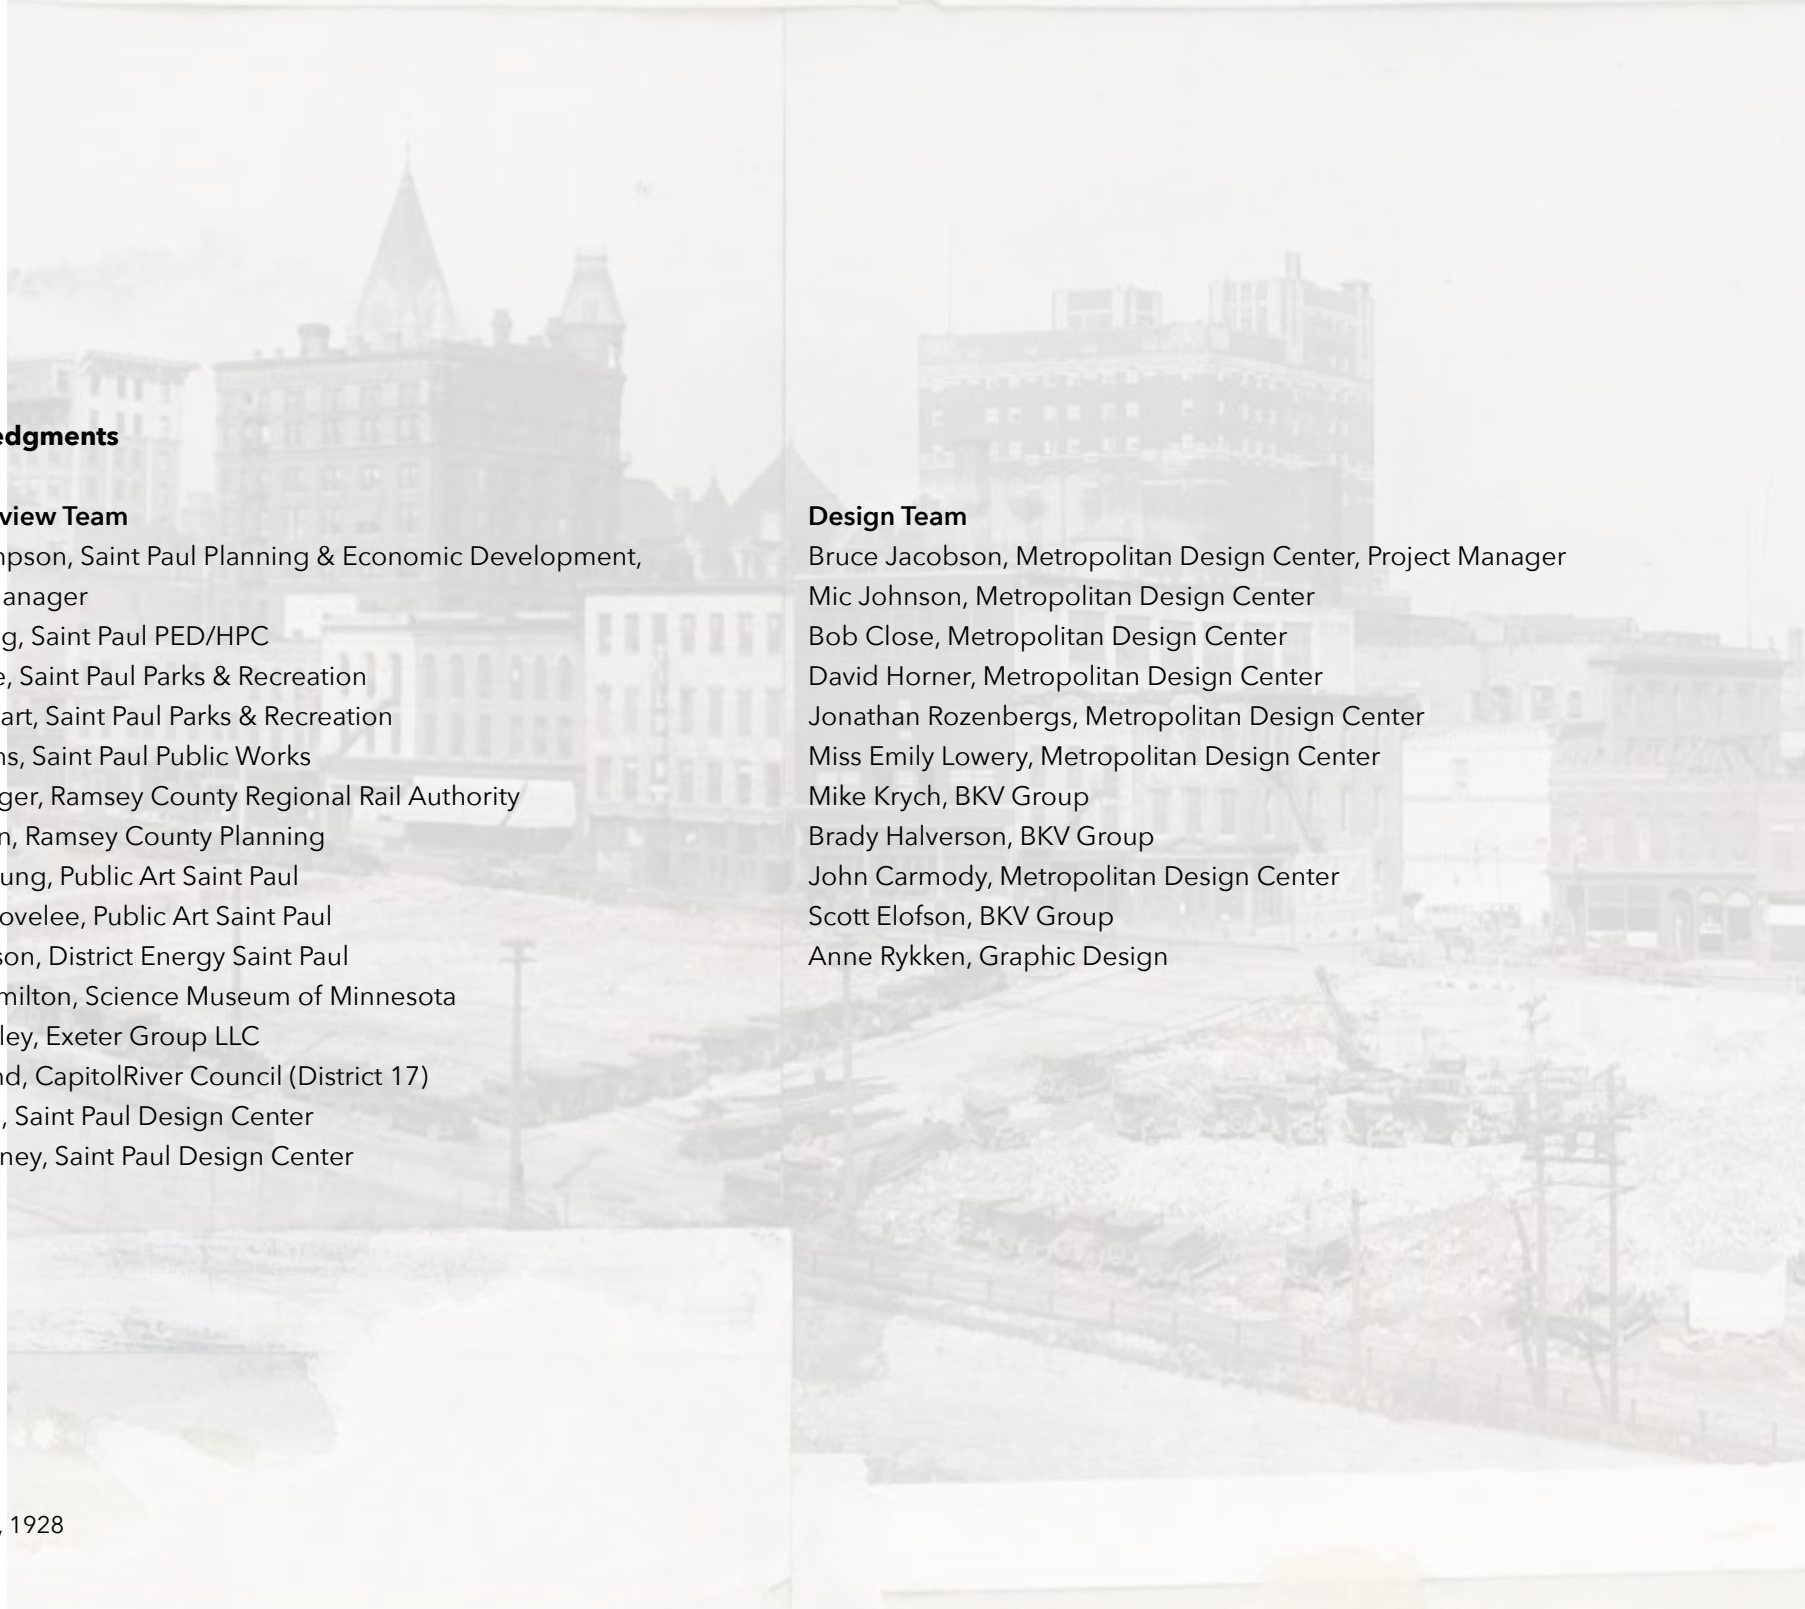 edgments
view Team
mpson, Saint Paul Planning & Economic Development,
anager
g, Saint Paul PED/HPC
e, Saint Paul Parks & Recreation
art, Saint Paul Parks & Recreation
ns, Saint Paul Public Works
ger, Ramsey County Regional Rail Authority
n, Ramsey County Planning
ung, Public Art Saint Paul
ovelee, Public Art Saint Paul
son, District Energy Saint Paul
milton, Science Museum of Minnesota
ley, Exeter Group LLC
nd, CapitolRiver Council (District 17)
, Saint Paul Design Center
ney, Saint Paul Design Center
, 1928
Design Team
Bruce Jacobson, Metropolitan Design Center, Project Manager
Mic Johnson, Metropolitan Design Center
Bob Close, Metropolitan Design Center
David Horner, Metropolitan Design Center
Jonathan Rozenbergs, Metropolitan Design Center
Miss Emily Lowery, Metropolitan Design Center
Mike Krych, BKV Group
Brady Halverson, BKV Group
John Carmody, Metropolitan Design Center
Scott Elofson, BKV Group
Anne Rykken, Graphic Design